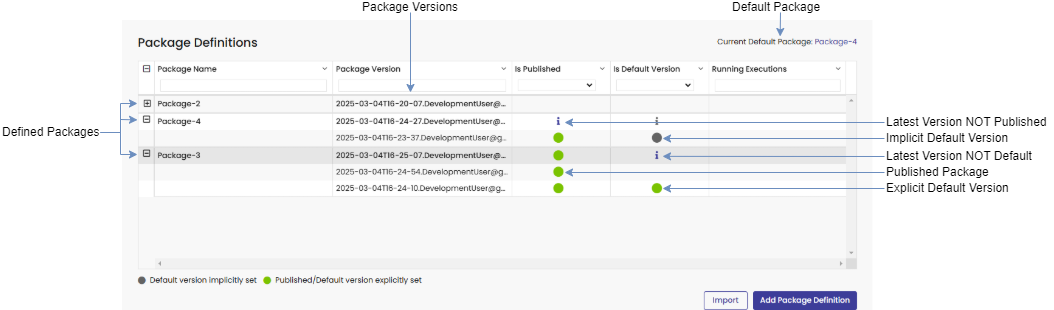 Package Versions
Default Package
Package Definitions
Current Default Package: Package-4
Package Name
Package Version
Is Published
Is Default Version
Running Executions
Package-2
2025-03-04T16-20-07.DevelopmentUser@g...
Defined Packages
Package-4
2025-03-04T16-24-27.DevelopmentUser@...
i
i
Latest Version NOT Published
2025-03-04T16-23-37.DevelopmentUser@g...
Implicit Default Version
Package-3
2025-03-04T16-25-07.DevelopmentUser@...
i
Latest Version NOT Default
2025-03-04T16-24-54.DevelopmentUser@g...
Published Package
2025-03-04T16-24-10.DevelopmentUser@g...
Explicit Default Version
Default version implicitly set
Published/Default version explicitly set
Import
Add Package Definition